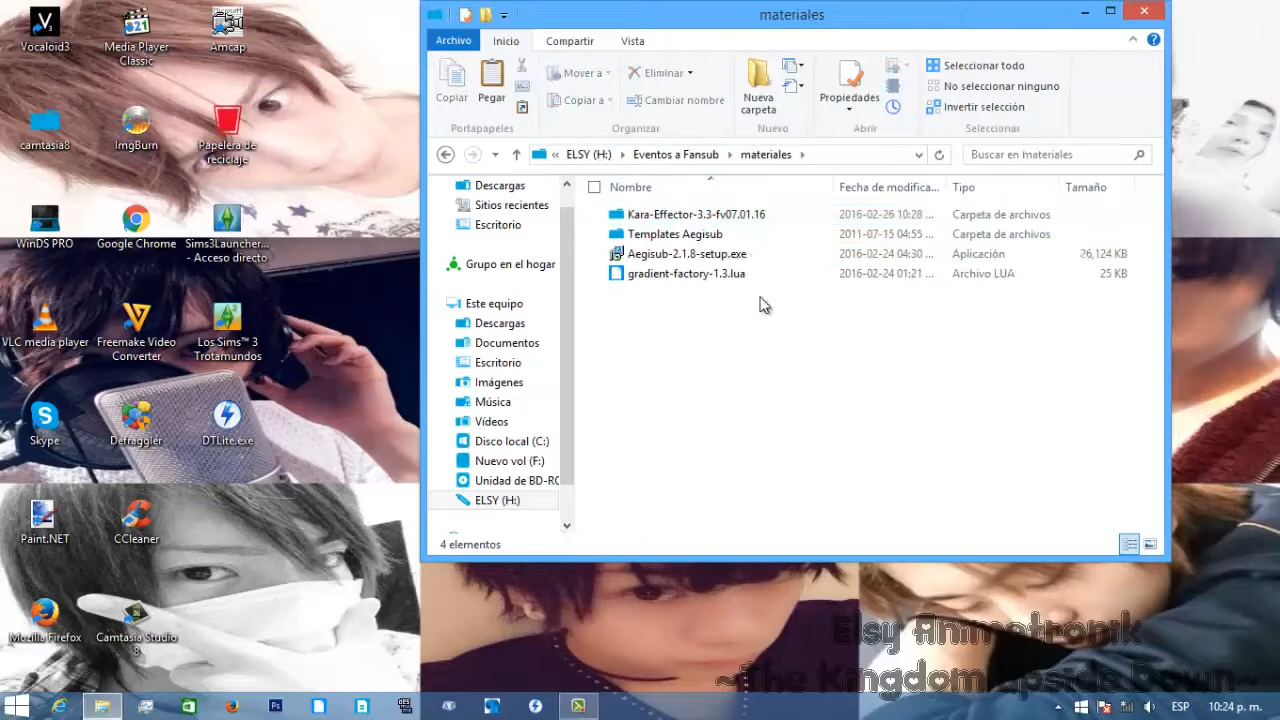 Vocaloid3
Media Player
Classic
Microsoft
Amcap
camtasia8
ImgBurn
Papelera de
reciclaje
WinDS PRO
Google Chrome
Sims3Launcher...
- Acceso directo
VLC media player
Freemake Video
Converter
Los Sims™ 3
Trotamundos
Skype
Defraggler
DTLite.exe
Paint.NET
CCleaner
Mozilla Firefox
Camtasia Studio
8
materiales
Archivo
Inicio
Compartir
Vista
Copiar
Pegar
Mover a
Copiar a
Eliminar
Cambiar nombre
Nueva
carpeta
Propiedades
Seleccionar todo
No seleccionar ninguno
Invertir selección
Portapapeles
Organizar
Nuevo
Abrir
Seleccionar
« ELSY (H:) Eventos a Fansub materiales
Buscar en materiales
Descargas
Sitios recientes
Escritorio
Grupo en el hogar
Este equipo
Descargas
Documentos
Escritorio
Imágenes
Música
Vídeos
Disco local (C:)
Nuevo vol (F:)
Unidad de BD-RO
ELSY (H:)
Nombre Fecha de modifica... Tipo Tamaño
Kara-Effector-3.3-fv07.01.16 2016-02-26 10:28 ... Carpeta de archivos
Templates Aegisub 2011-07-15 04:55 ... Carpeta de archivos
Aegisub-2.1.8-setup.exe 2016-02-24 04:30 ... Aplicación 26,124 KB
gradient-factory-1.3.lua 2016-02-24 01:21 ... Archivo LUA 25 KB
4 elementos
Elsy Animotronik
~The Kingdom Upside Down~
ESP
10:24 p. m.